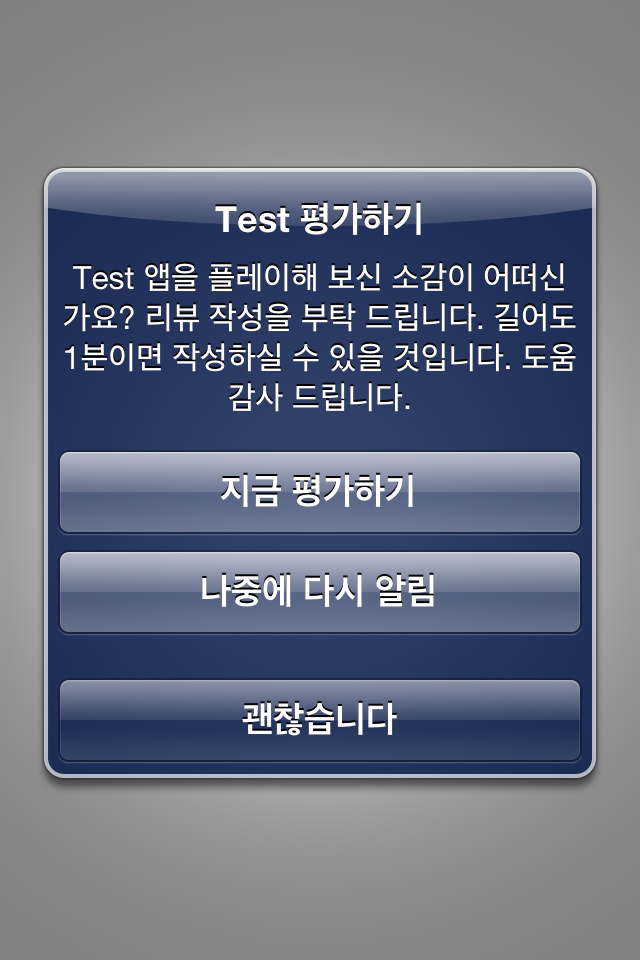 Test 평가하기
Test 앱을 플레이해 보신 소감이 어떠신
가요? 리뷰 작성을 부탁 드립니다. 길어도
1분이면 작성하실 수 있을 것입니다. 도움
감사 드립니다.
지금 평가하기
나중에 다시 알림
괜찮습니다